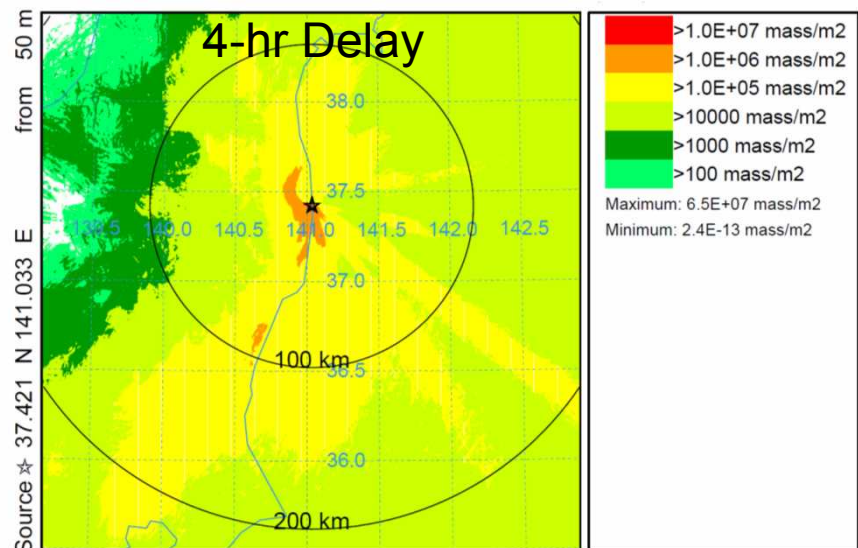 4-hr Delay
Source ☆ 37.421 N 141.033 E from 50 m
38.0
37.5
139.5 140.0 140.5 141.0 141.5 142.0 142.5
37.0
100 km
36.5
36.0
200 km
>1.0E+07 mass/m2
>1.0E+06 mass/m2
>1.0E+05 mass/m2
>10000 mass/m2
>1000 mass/m2
>100 mass/m2
Maximum: 6.5E+07 mass/m2
Minimum: 2.4E-13 mass/m2